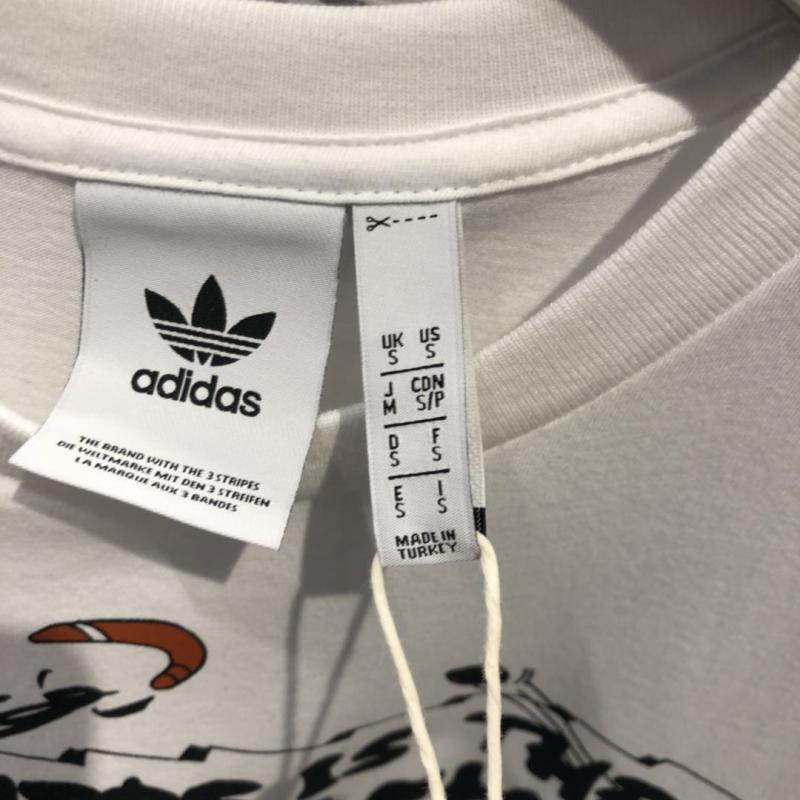 adidas
THE BRAND WITH THE 3 STRIPES
DIE WELTMARKE MIT DEN 3 STREIFEN
LA MARQUE AUX 3 BANDES
UK US
S S
J CDN
M S/P
D F
S S
E I
S S
MADE IN
TURKEY